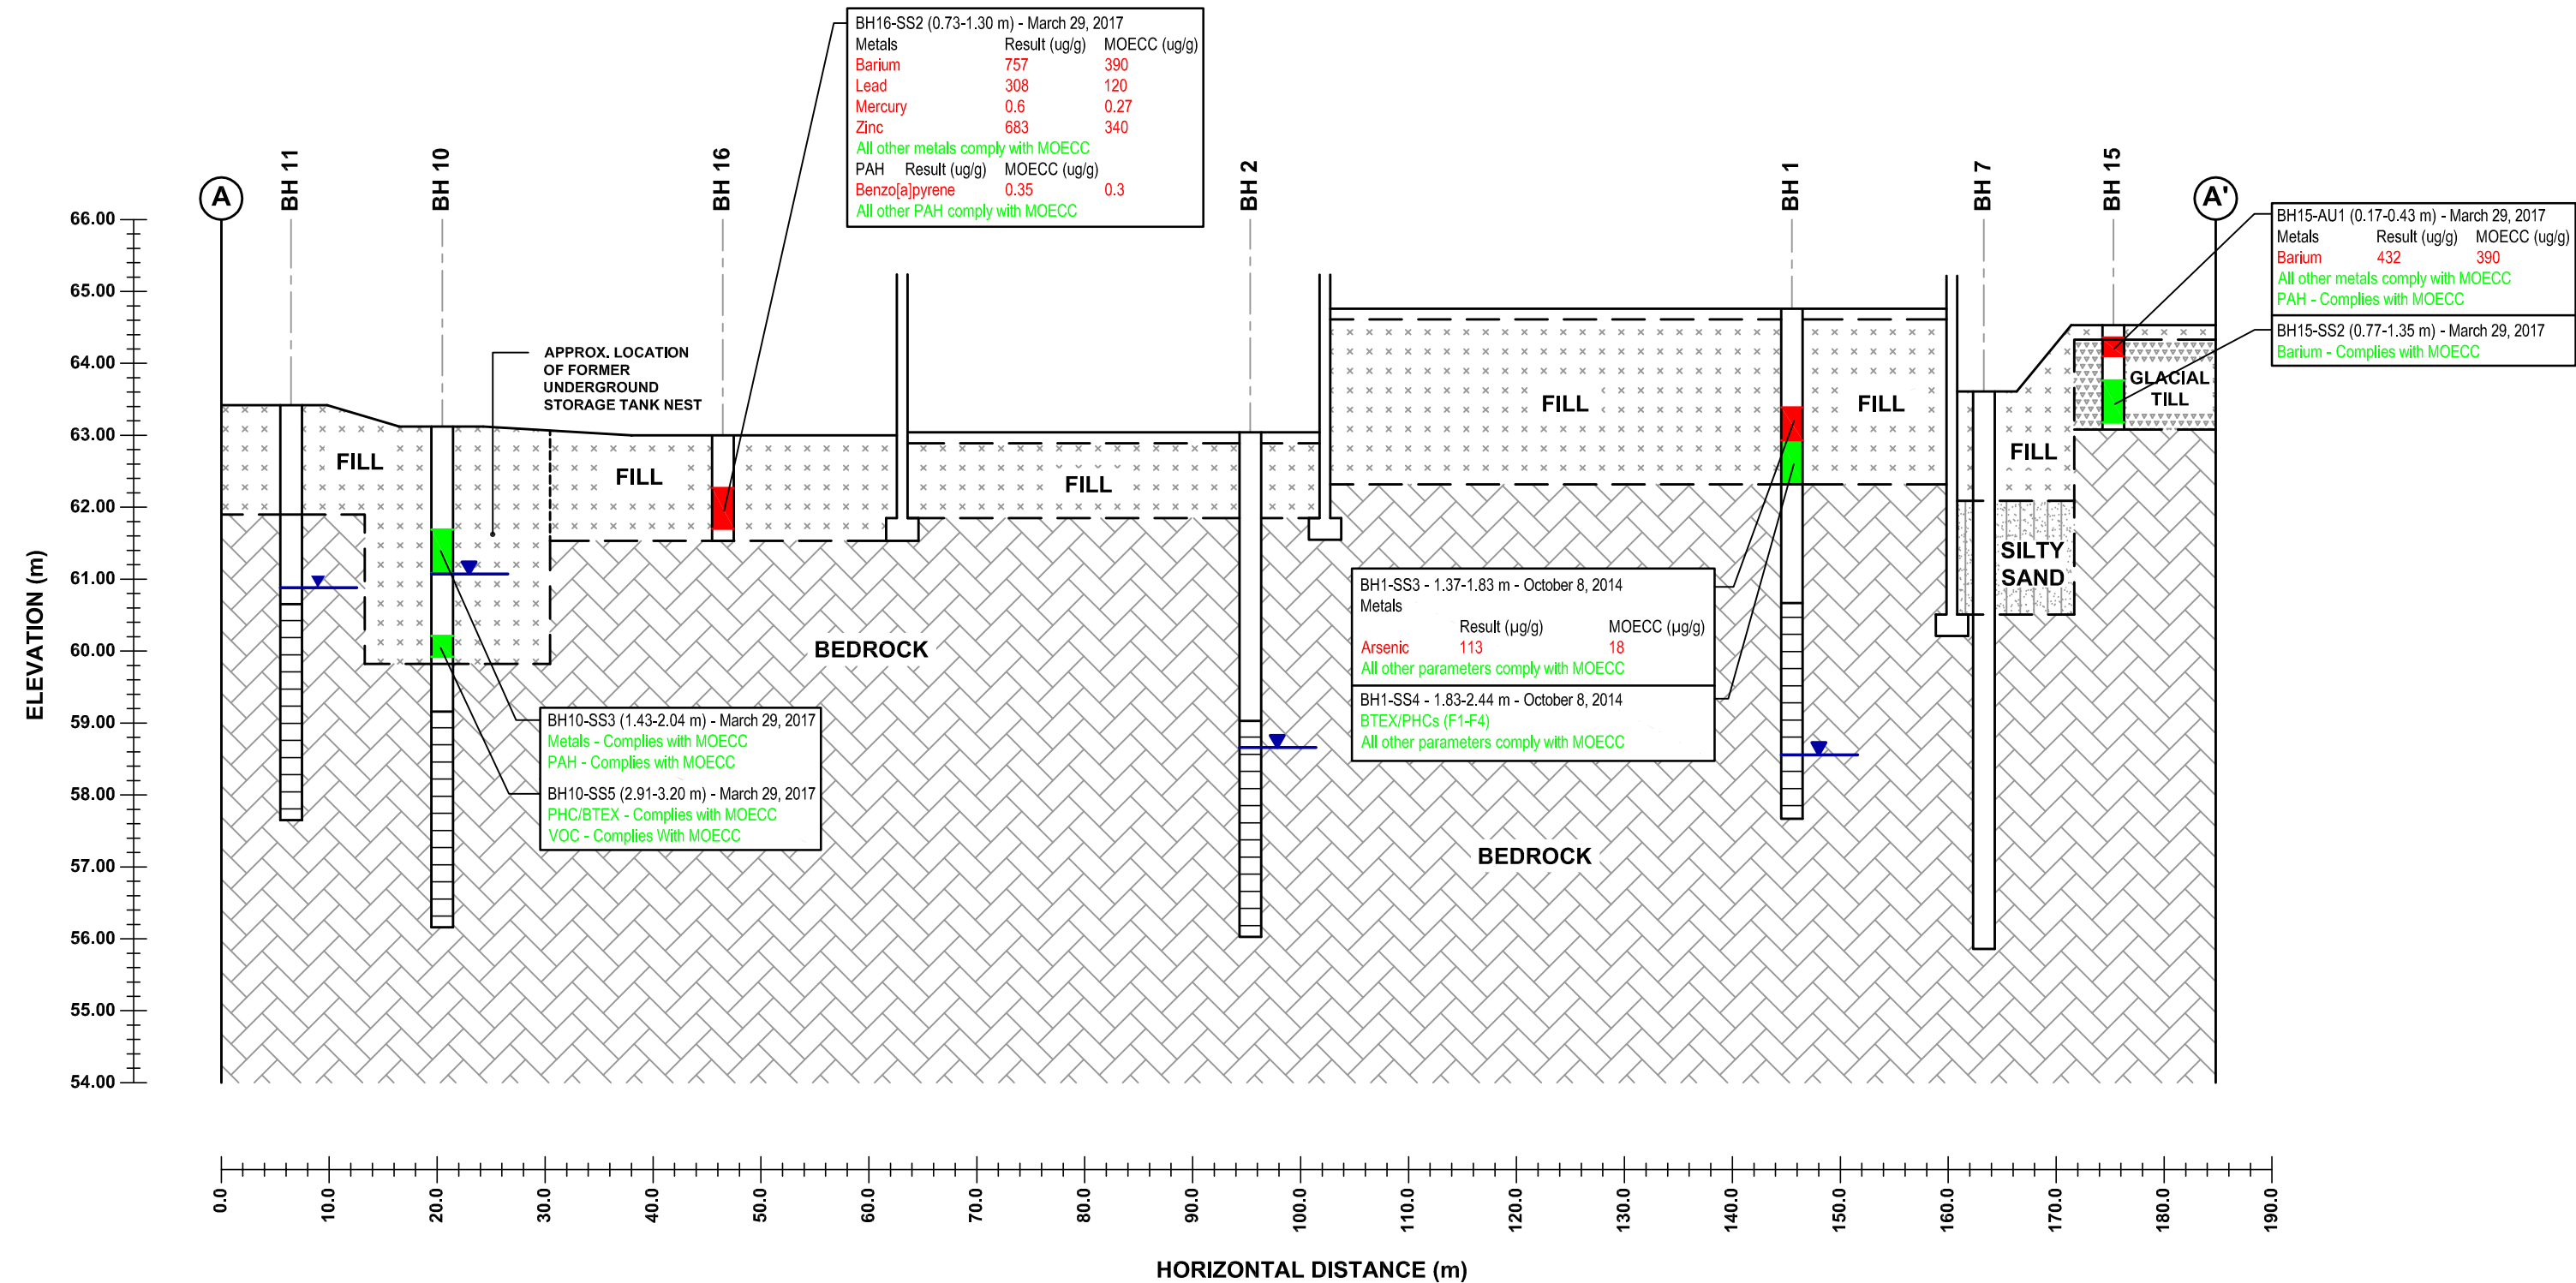 BH16-SS2 (0.73-1.30 m) - March 29, 2017
Metals Result (ug/g) MOECC (ug/g)
Barium 757 390
Lead 308 120
Mercury 0.6 0.27
Zinc 683 340
All other metals comply with MOECC
PAH Result (ug/g) MOECC (ug/g)
Benzo[a]pyrene 0.35 0.3
All other PAH comply with MOECC
A
BH 11
BH 10
BH 16
BH 2
BH 1
BH 7
BH 15
A'
BH15-AU1 (0.17-0.43 m) - March 29, 2017
Metals Result (ug/g) MOECC (ug/g)
Barium 432 390
All other metals comply with MOECC
PAH - Complies with MOECC
BH15-SS2 (0.77-1.35 m) - March 29, 2017
Barium - Complies with MOECC
APPROX. LOCATION
OF FORMER
UNDERGROUND
STORAGE TANK NEST
FILL
FILL
FILL
FILL
FILL
FILL
GLACIAL
TILL
SILTY
SAND
BEDROCK
BEDROCK
BH1-SS3 - 1.37-1.83 m - October 8, 2014
Metals
Result (µg/g) MOECC (µg/g)
Arsenic 113 18
All other parameters comply with MOECC
BH1-SS4 - 1.83-2.44 m - October 8, 2014
BTEX/PHCs (F1-F4)
All other parameters comply with MOECC
BH10-SS3 (1.43-2.04 m) - March 29, 2017
Metals - Complies with MOECC
PAH - Complies with MOECC
BH10-SS5 (2.91-3.20 m) - March 29, 2017
PHC/BTEX - Complies with MOECC
VOC - Complies With MOECC
ELEVATION (m)
66.00
65.00
64.00
63.00
62.00
61.00
60.00
59.00
58.00
57.00
56.00
55.00
54.00
0.0
10.0
20.0
30.0
40.0
50.0
60.0
70.0
80.0
90.0
100.0
110.0
120.0
130.0
140.0
150.0
160.0
170.0
180.0
190.0
HORIZONTAL DISTANCE (m)